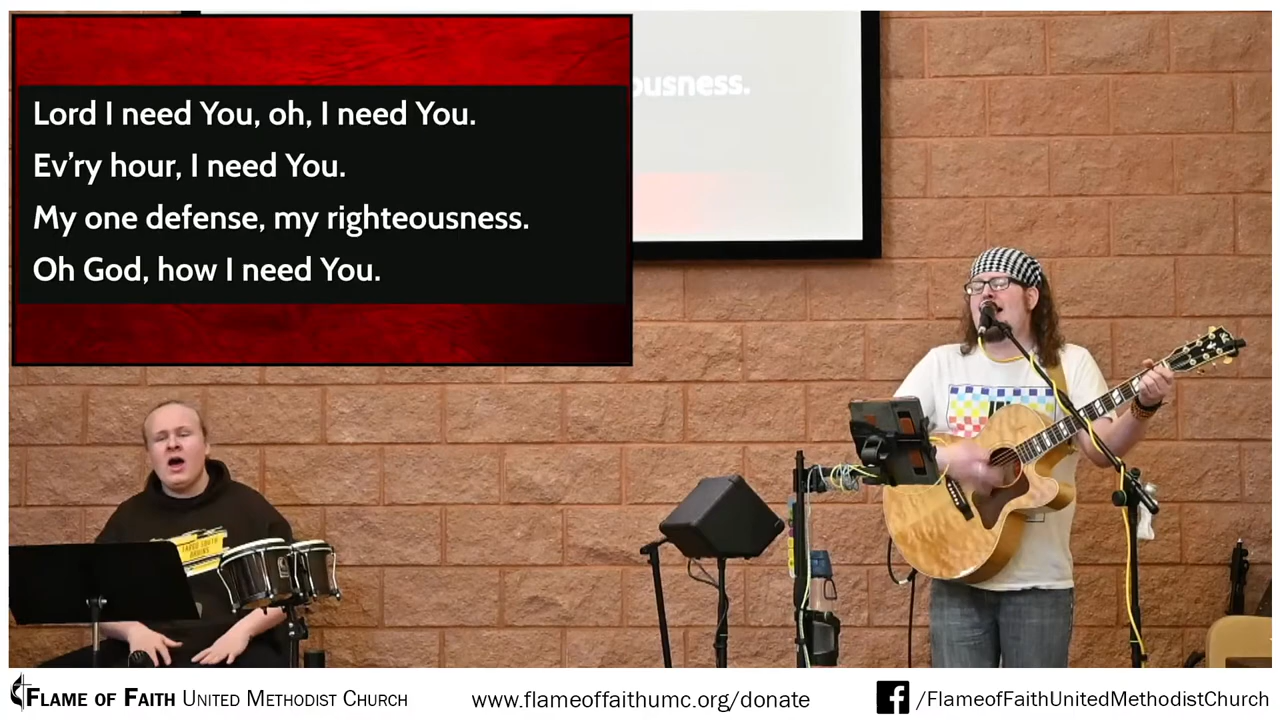 Lord I need You, oh, I need You.
Ev'ry hour, I need You.
My one defense, my righteousness.
Oh God, how I need You.
ousness.
FLAME OF FAITH UNITED METHODIST CHURCH
www.flameoffaithumc.org/donate
/FlameofFaithUnitedMethodistChurch